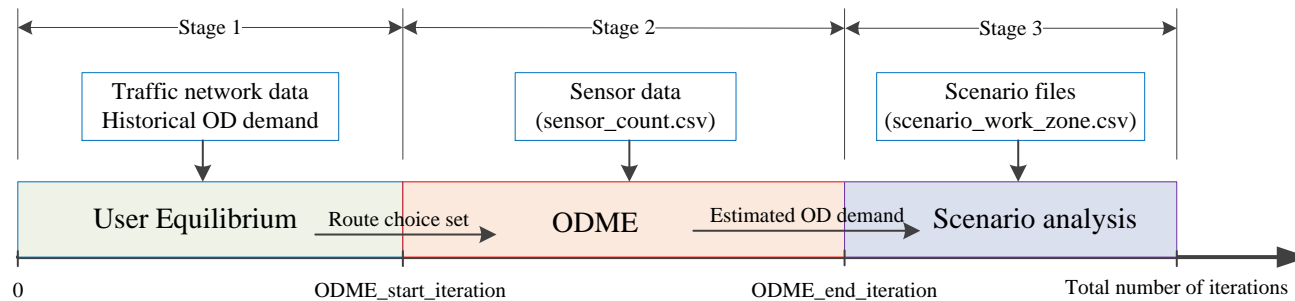 Stage 1
Stage 2
Stage 3
Traffic network data
Historical OD demand
Sensor data
(sensor_count.csv)
Scenario files
(scenario_work_zone.csv)
User Equilibrium
Route choice set
ODME
Estimated OD demand
Scenario analysis
0
ODME_start_iteration
ODME_end_iteration
Total number of iterations